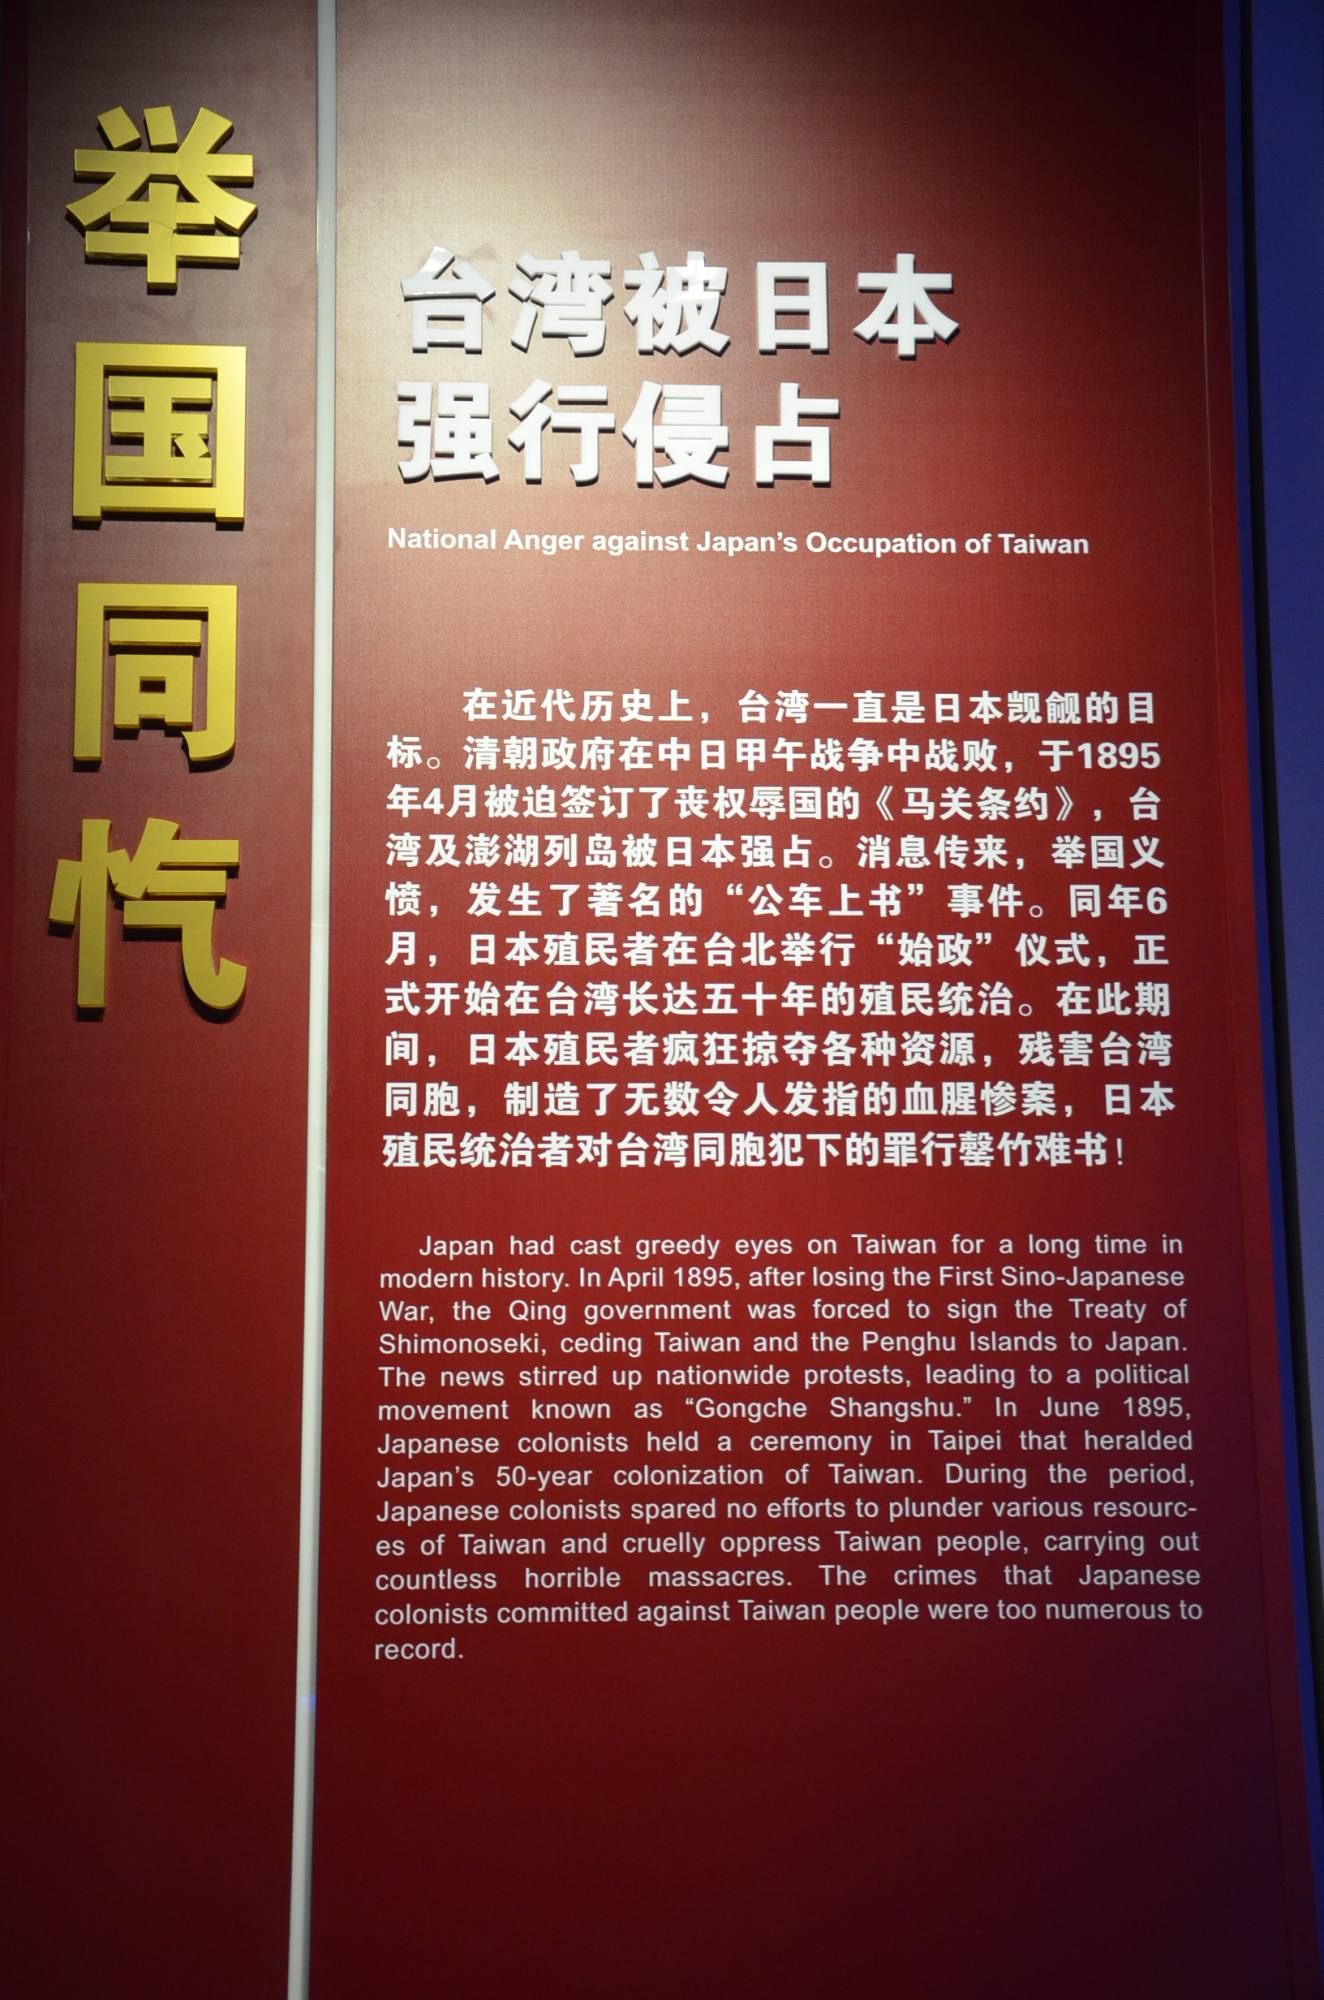 举国同忾
台湾被日本
强行侵占
National Anger against Japan's Occupation of Taiwan
在近代历史上，台湾一直是日本觊觎的目
标。清朝政府在中日甲午战争中战败，于1895
年4月被迫签订了丧权辱国的《马关条约》，台
湾及澎湖列岛被日本强占。消息传来，举国义
愤，发生了著名的“公车上书”事件。同年6
月，日本殖民者在台北举行“始政”仪式，正
式开始在台湾长达五十年的殖民统治。在此期
间，日本殖民者疯狂掠夺各种资源，残害台湾
同胞，制造了无数令人发指的血腥惨案，日本
殖民统治者对台湾同胞犯下的罪行罄竹难书！
Japan had cast greedy eyes on Taiwan for a long time in
modern history. In April 1895, after losing the First Sino-Japanese
War, the Qing government was forced to sign the Treaty of
Shimonoseki, ceding Taiwan and the Penghu Islands to Japan.
The news stirred up nationwide protests, leading to a political
movement known as “Gongche Shangshu.” In June 1895,
Japanese colonists held a ceremony in Taipei that heralded
Japan's 50-year colonization of Taiwan. During the period,
Japanese colonists spared no efforts to plunder various resourc-
es of Taiwan and cruelly oppress Taiwan people, carrying out
countless horrible massacres. The crimes that Japanese
colonists committed against Taiwan people were too numerous to
record.